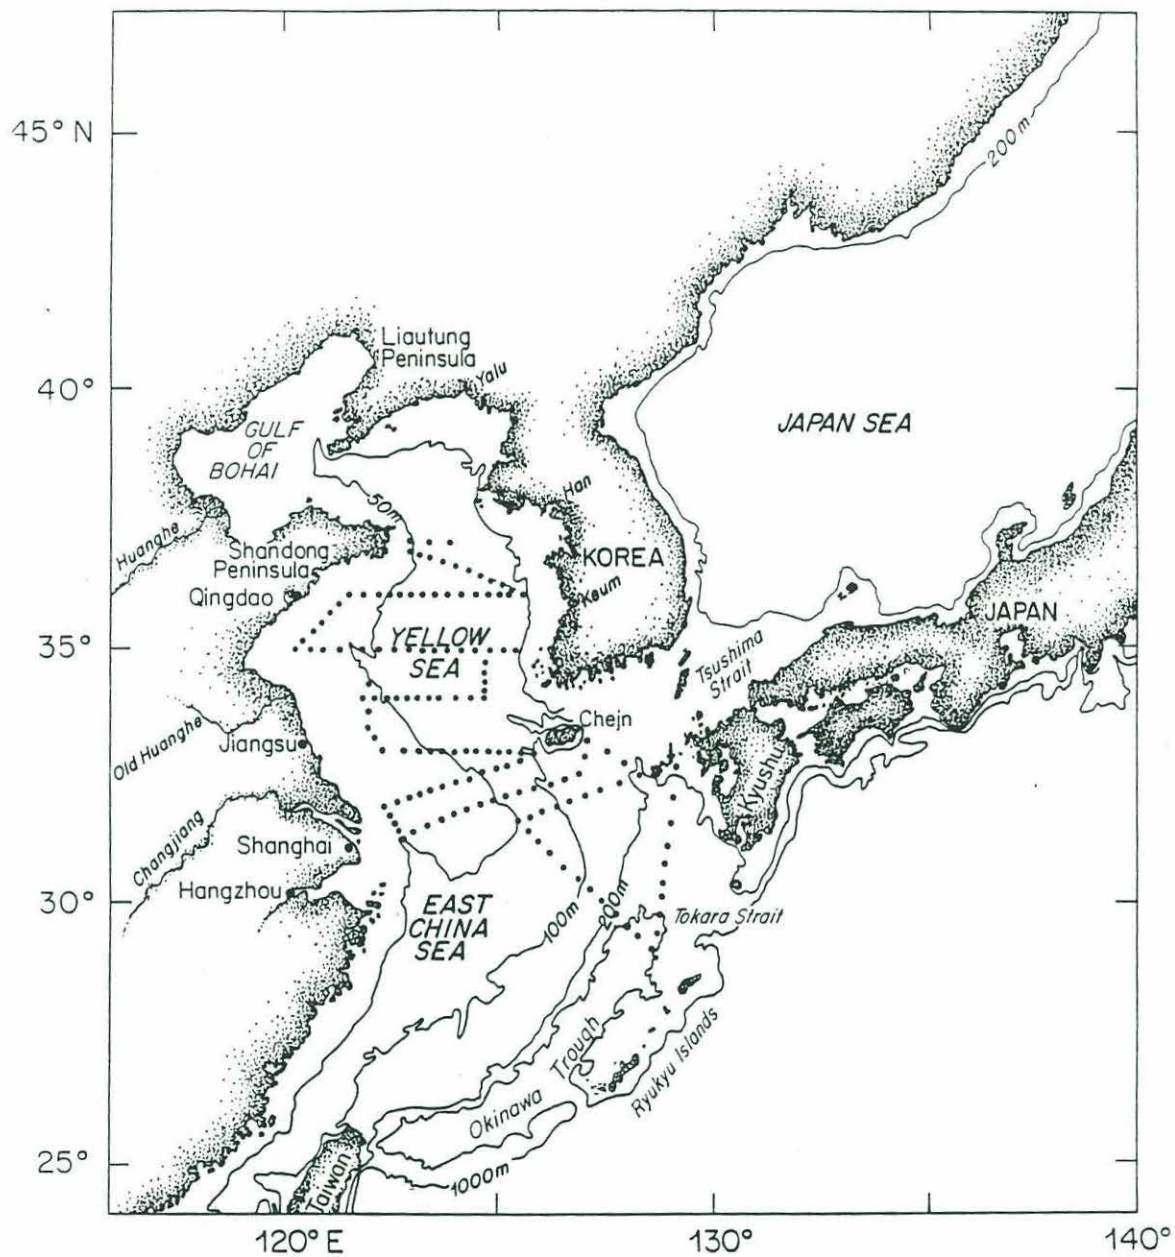 45° N
200m
Liautung
Peninsula
Yalu
40°
GULF
OF
BOHAI
JAPAN SEA
50m
Han
Huanghe
Shandong
Peninsula
KOREA
Qingdao
Keum
JAPAN
35°
YELLOW
SEA
Tsushima
Strait
Chejn
Old Huanghe
Jiangsu
Kyushu
Changjiang
Shanghai
Hangzhou
30°
EAST
CHINA
SEA
100m
200m
Tokara Strait
Okinawa Trough
Ryukyu Islands
25°
Taiwan
1000m
120° E
130°
140°